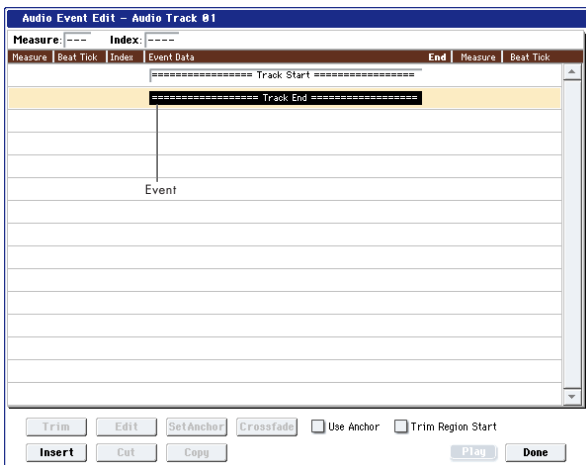 Audio Event Edit - Audio Track 01
Measure: --- Index: ----
Measure Beat Tick Index Event Data End Measure Beat Tick
================= Track Start =================
================== Track End ==================
Event
Trim Edit SetAnchor Crossfade Use Anchor Trim Region Start
Insert Cut Copy Play Done